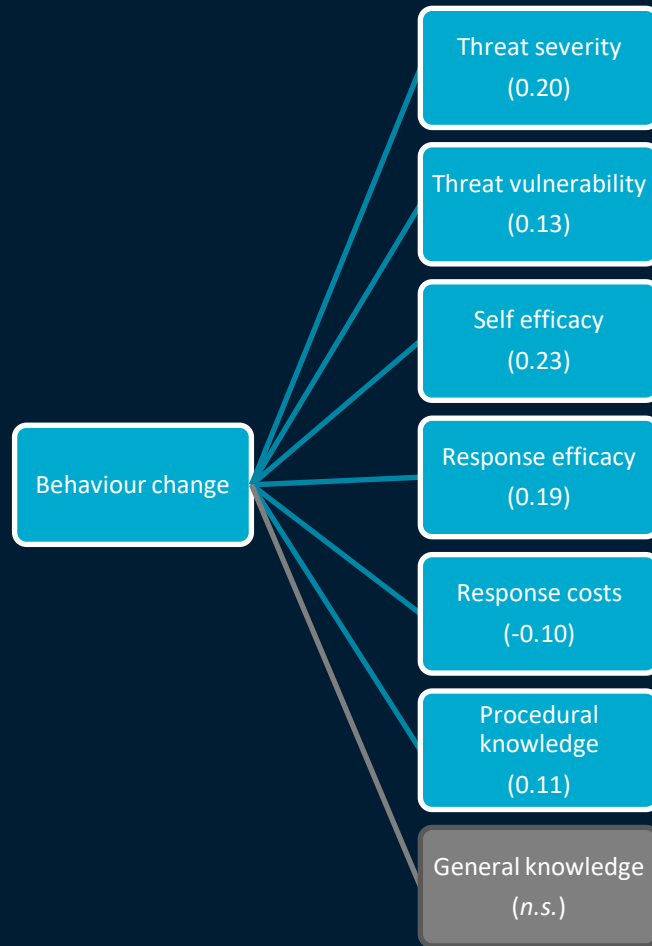 Threat severity
(0.20)
Threat vulnerability
(0.13)
Self efficacy
(0.23)
Response efficacy
(0.19)
Behaviour change
Response costs
(-0.10)
Procedural
knowledge
(0.11)
General knowledge
(n.s.)